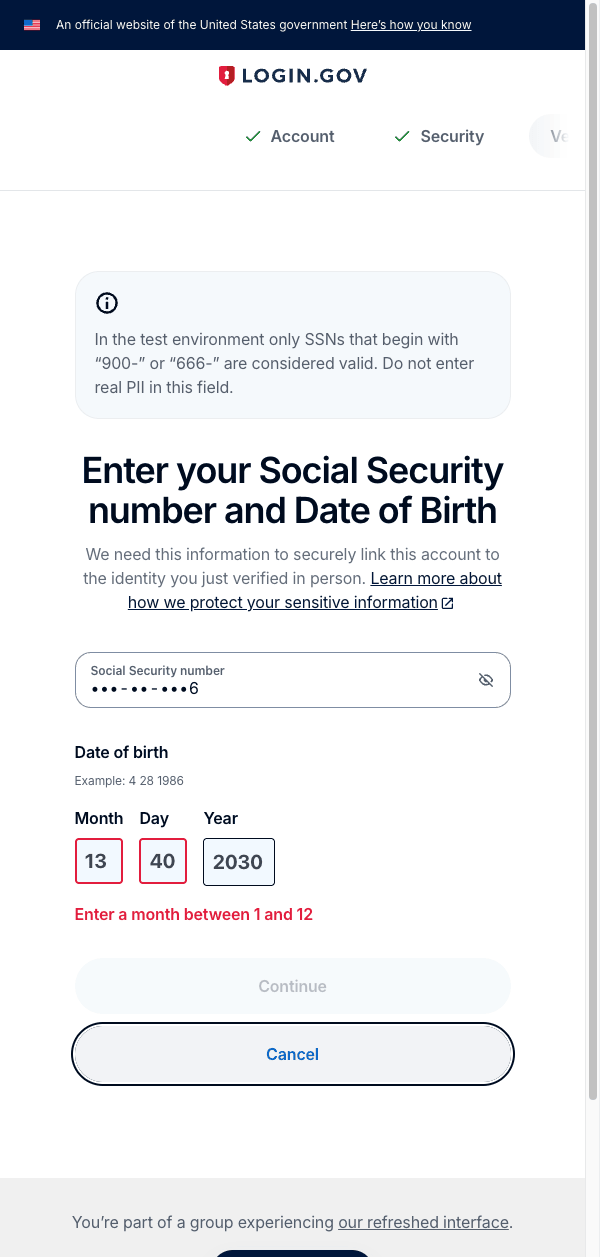 An official website of the United States government Here's how you know
LOGIN.GOV
Account
Security
In the test environment only SSNs that begin with
“900-” or “666-” are considered valid. Do not enter
real PII in this field.
Enter your Social Security
number and Date of Birth
We need this information to securely link this account to
the identity you just verified in person. Learn more about
how we protect your sensitive information
Social Security number
•••-••-•••6
Date of birth
Example: 4 28 1986
Month Day Year
13 40 2030
Enter a month between 1 and 12
Continue
Cancel
You’re part of a group experiencing our refreshed interface.